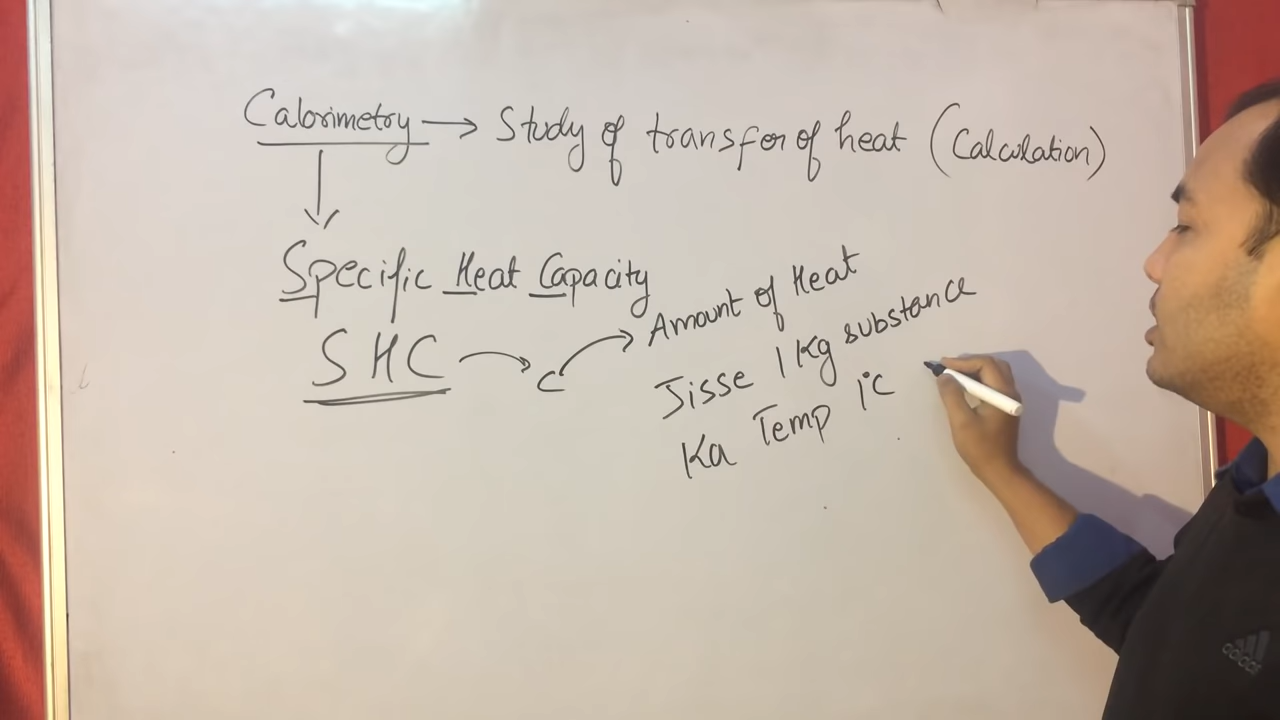 Calorimetry → Study of transfer of heat (Calculation)
Specific Heat Capacity
SHC → c → Amount of Heat
Jisse 1 Kg substance
Ka Temp 1°C
adidas